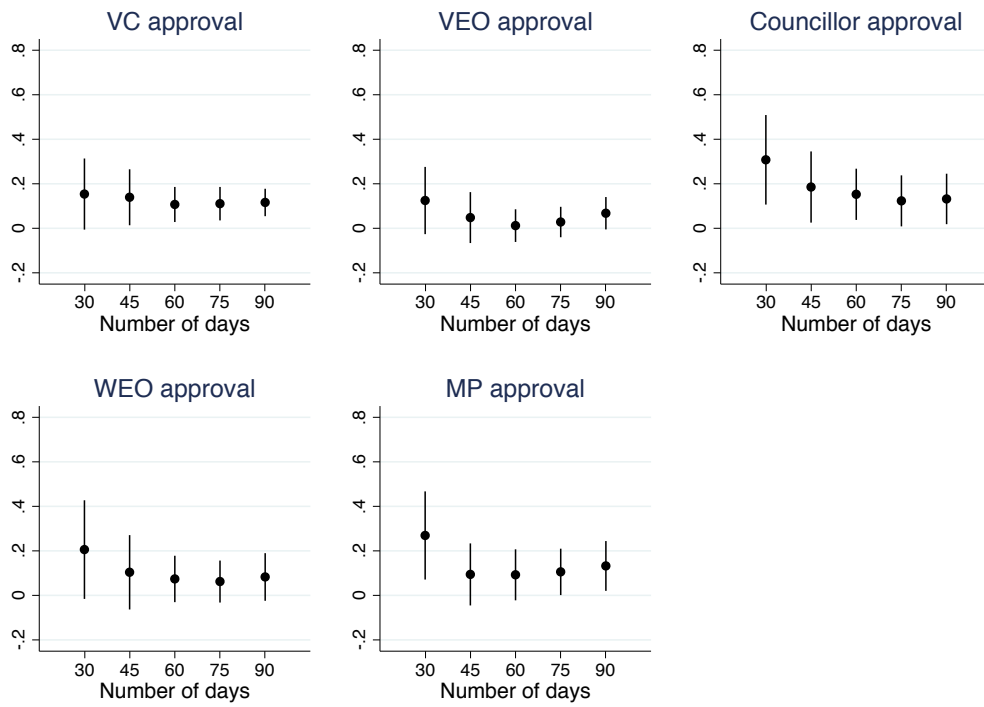 VC approval
.8
.6
.4
.2
0
-.2
30 45 60 75 90
Number of days
VEO approval
.8
.6
.4
.2
0
-.2
30 45 60 75 90
Number of days
Councillor approval
.8
.6
.4
.2
0
-.2
30 45 60 75 90
Number of days
WEO approval
.8
.6
.4
.2
0
-.2
30 45 60 75 90
Number of days
MP approval
.8
.6
.4
.2
0
-.2
30 45 60 75 90
Number of days